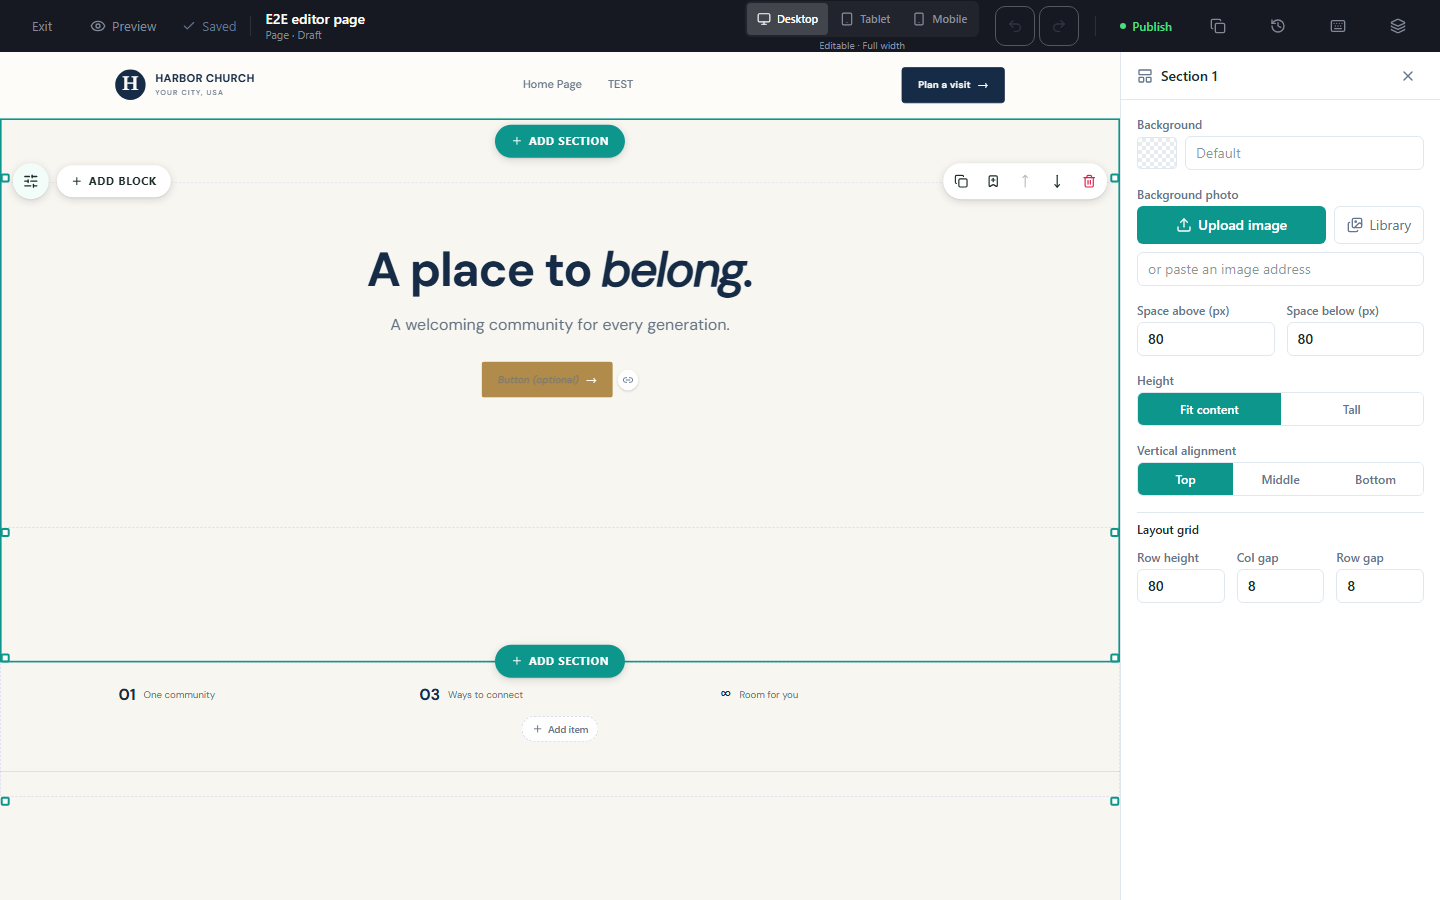 Exit
Preview
Saved
E2E editor page
Page · Draft
Desktop
Tablet
Mobile
Editable · Full width
Publish
H
HARBOR CHURCH
YOUR CITY, USA
Home Page
TEST
Plan a visit →
+ ADD SECTION
+ ADD BLOCK
A place to belong.
A welcoming community for every generation.
Button (optional) →
+ ADD SECTION
01 One community
03 Ways to connect
∞ Room for you
+ Add item
Section 1
Background
Default
Background photo
Upload image
Library
or paste an image address
Space above (px)
Space below (px)
80
80
Height
Fit content
Tall
Vertical alignment
Top
Middle
Bottom
Layout grid
Row height
Col gap
Row gap
80
8
8